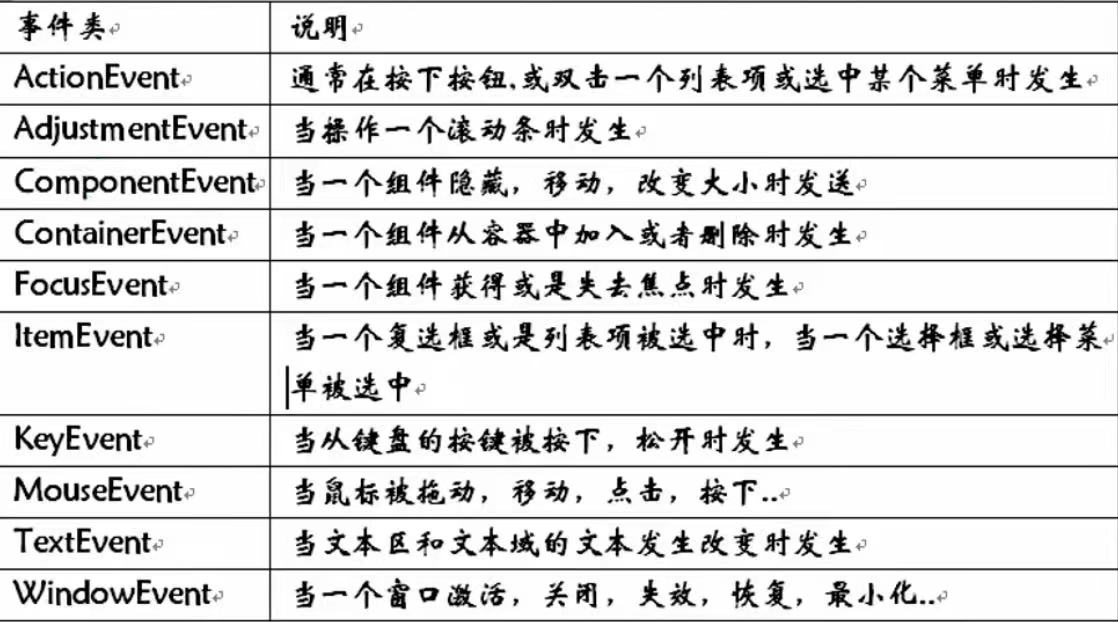 事件类 说明
ActionEvent 通常在按下按钮,或双击一个列表项或选中某个菜单时发生
AdjustmentEvent 当操作一个滚动条时发生
ComponentEvent 当一个组件隐藏，移动，改变大小时发送
ContainerEvent 当一个组件从容器中加入或者删除时发生
FocusEvent 当一个组件获得或是失去焦点时发生
ItemEvent 当一个复选框或是列表项被选中时，当一个选择框或选择菜
单被选中
KeyEvent 当从键盘的按键被按下，松开时发生
MouseEvent 当鼠标被拖动，移动，点击，按下..
TextEvent 当文本区和文本域的文本发生改变时发生
WindowEvent 当一个窗口激活，关闭，失效，恢复，最小化..